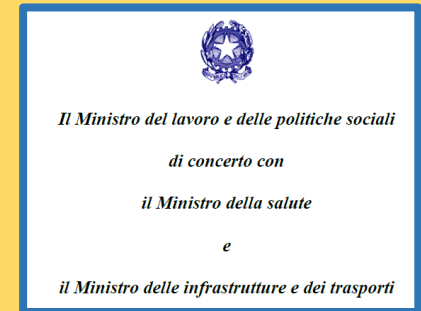 Il Ministro del lavoro e delle politiche sociali
di concerto con
il Ministro della salute
e
il Ministro delle infrastrutture e dei trasporti